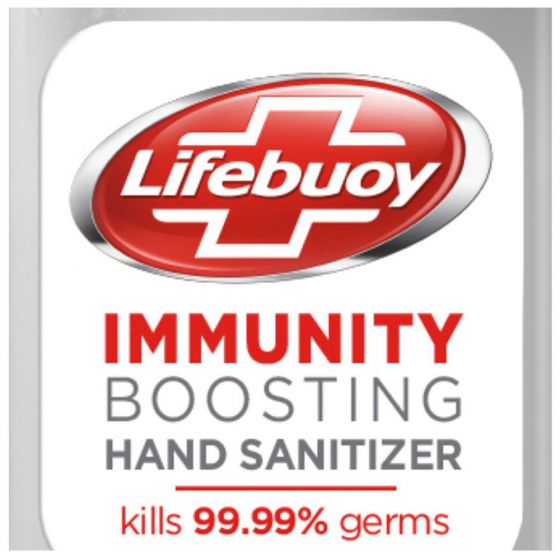 Lifebuoy
IMMUNITY
BOOSTING
HAND SANITIZER
kills 99.99% germs